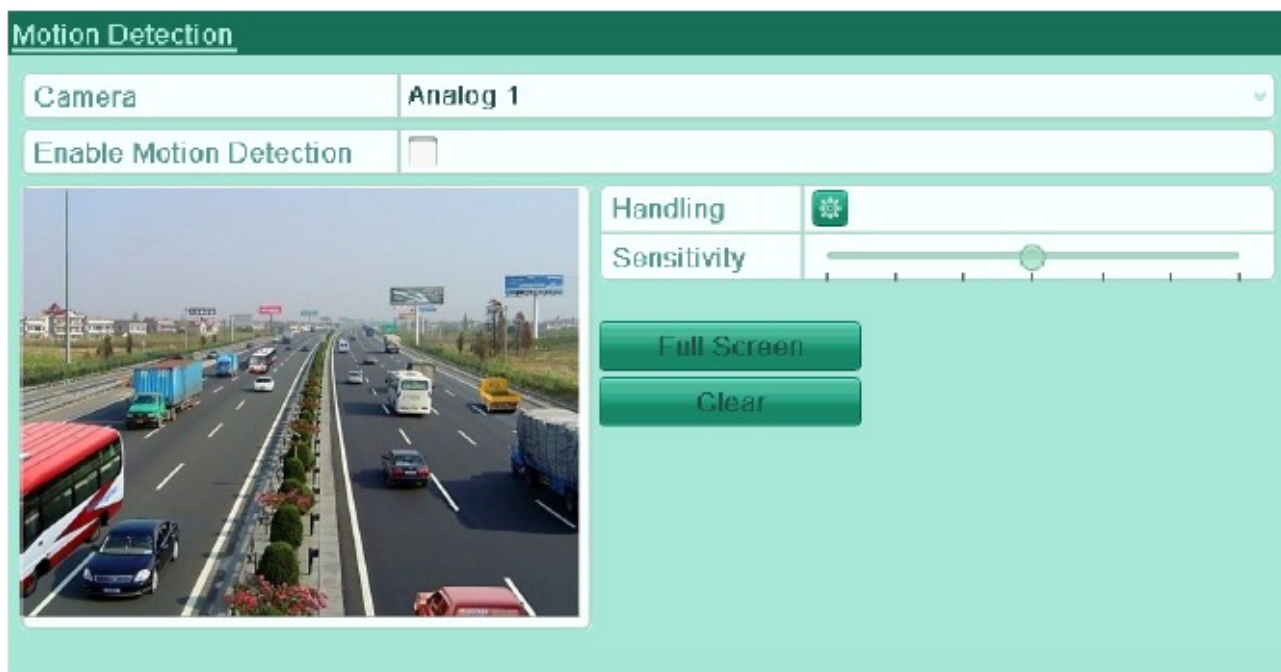 Motion Detection
Camera
Analog 1
Enable Motion Detection
Handling
Sensitivity
Full Screen
Clear